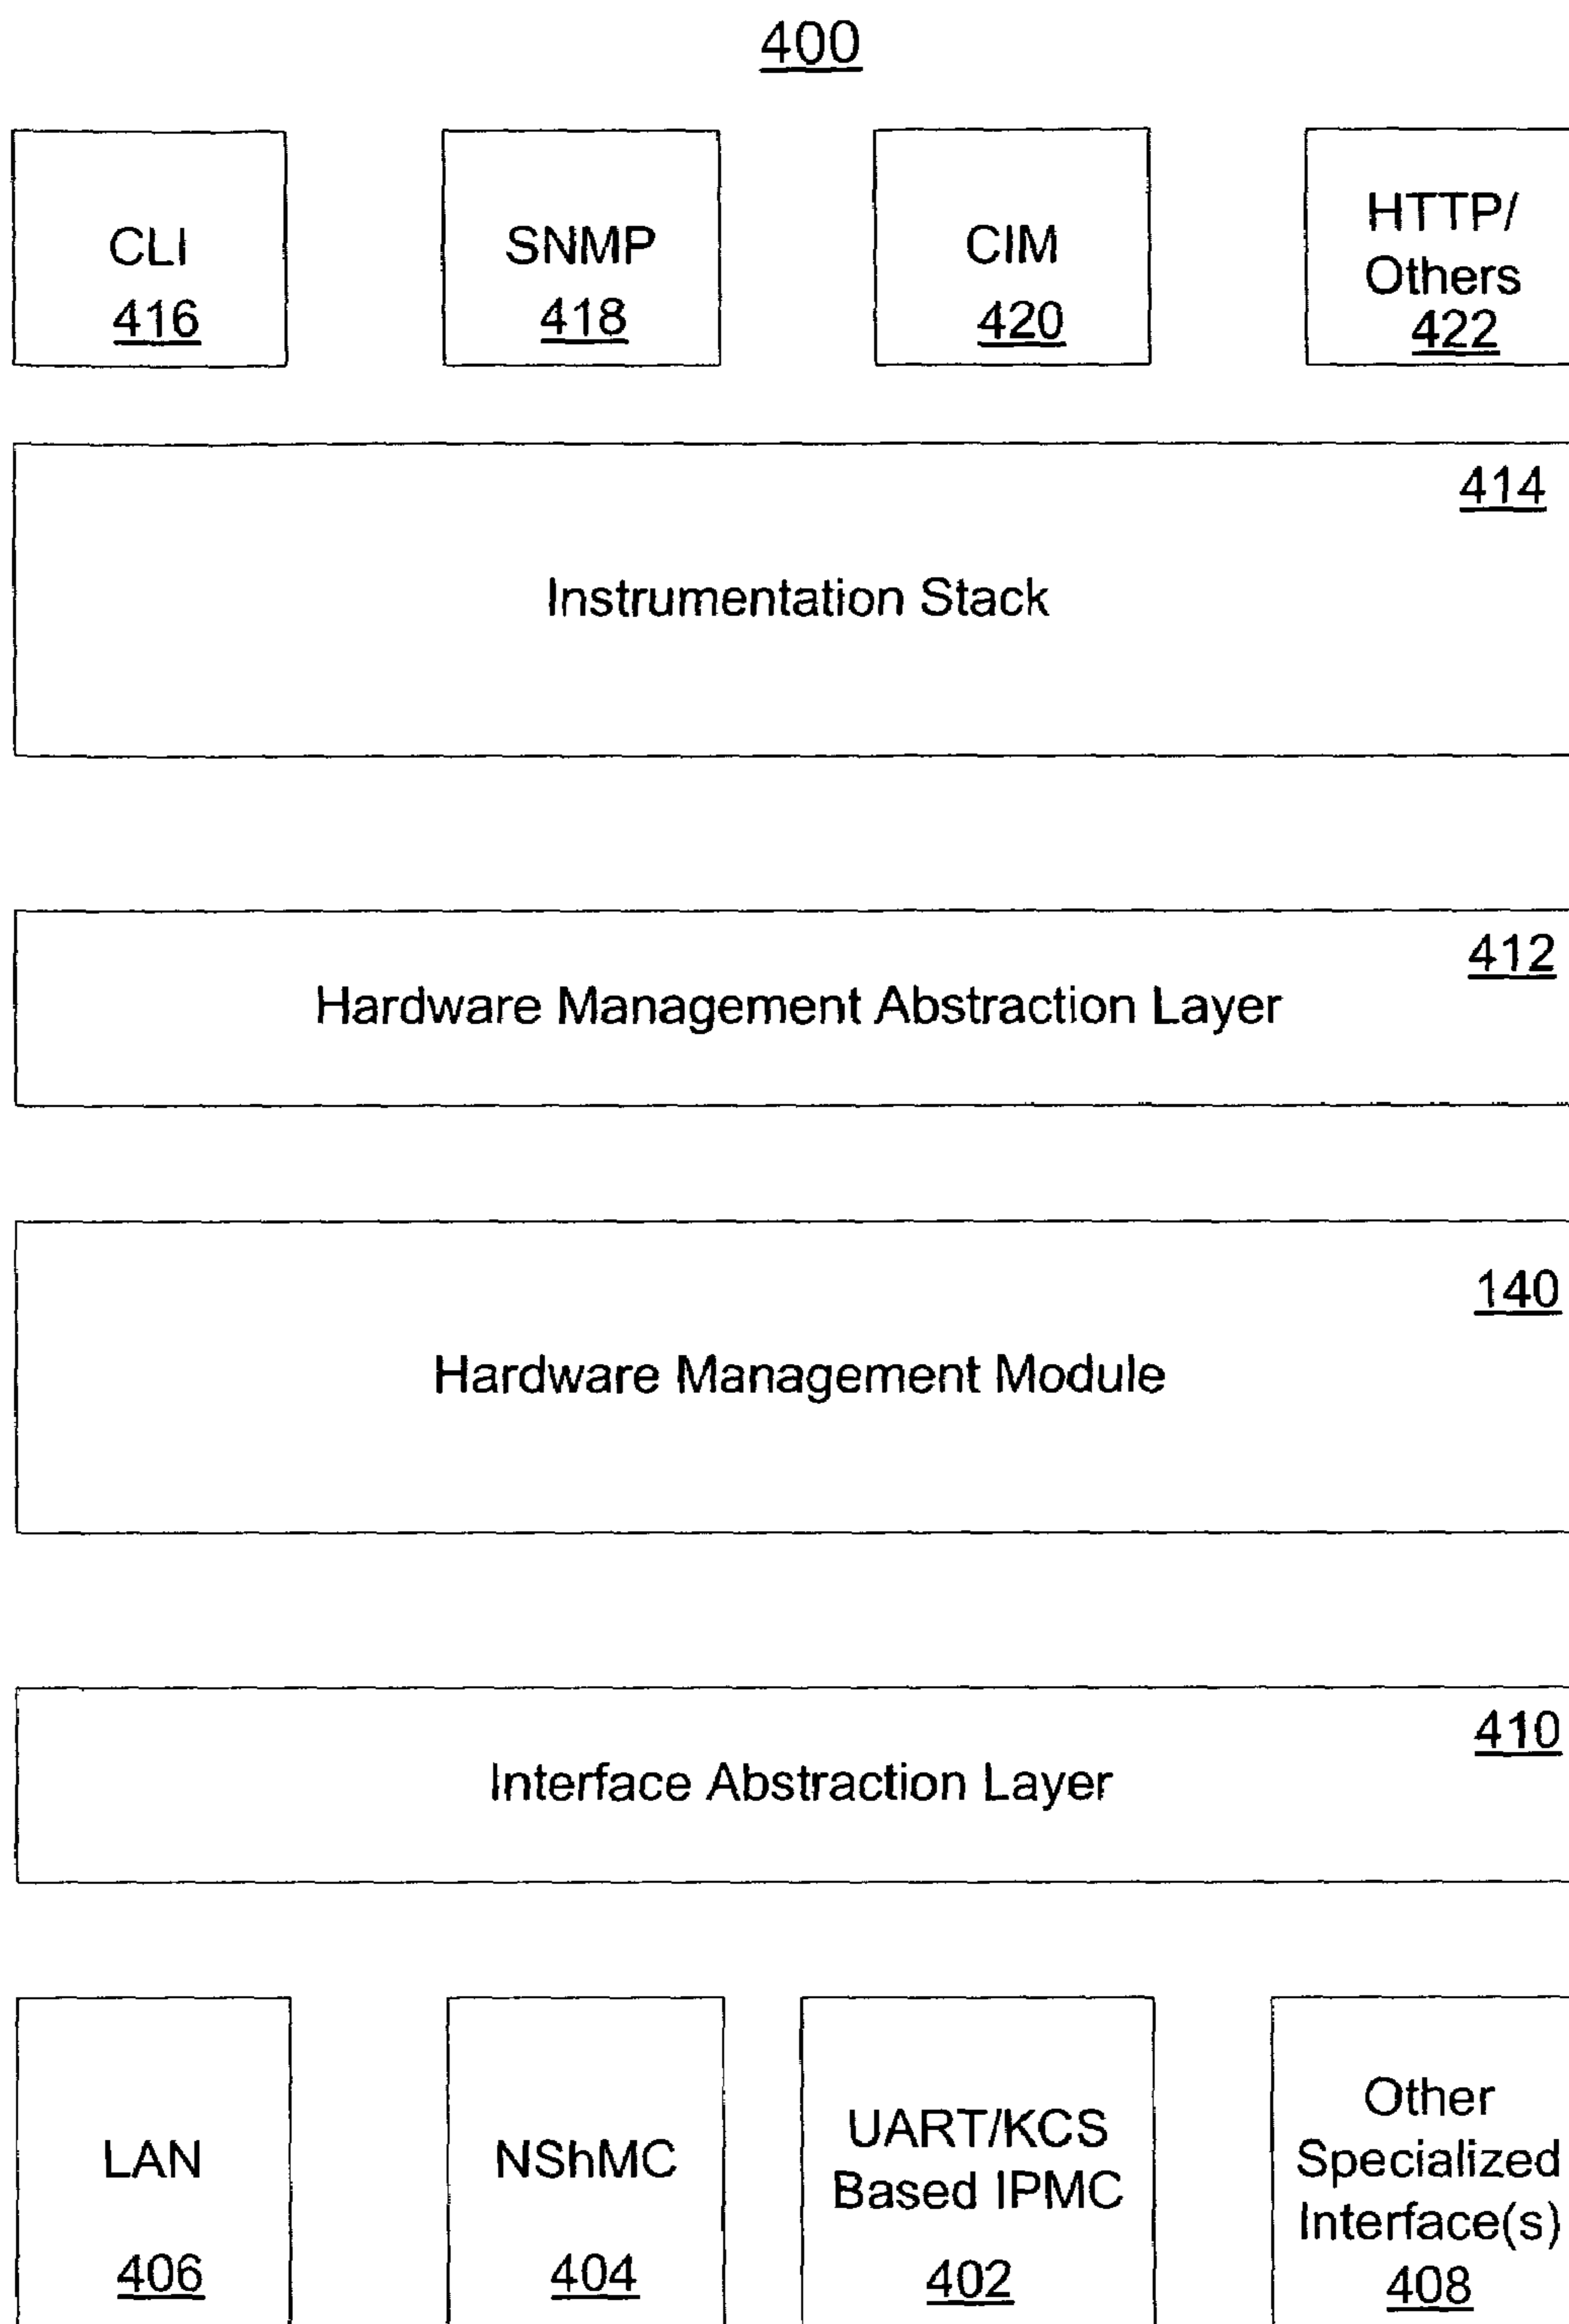 400
CLI
416
SNMP
418
CIM
420
HTTP/
Others
422
414
Instrumentation Stack
412
Hardware Management Abstraction Layer
140
Hardware Management Module
410
Interface Abstraction Layer
LAN
406
NShMC
404
UART/KCS
Based IPMC
402
Other
Specialized
Interface(s)
408